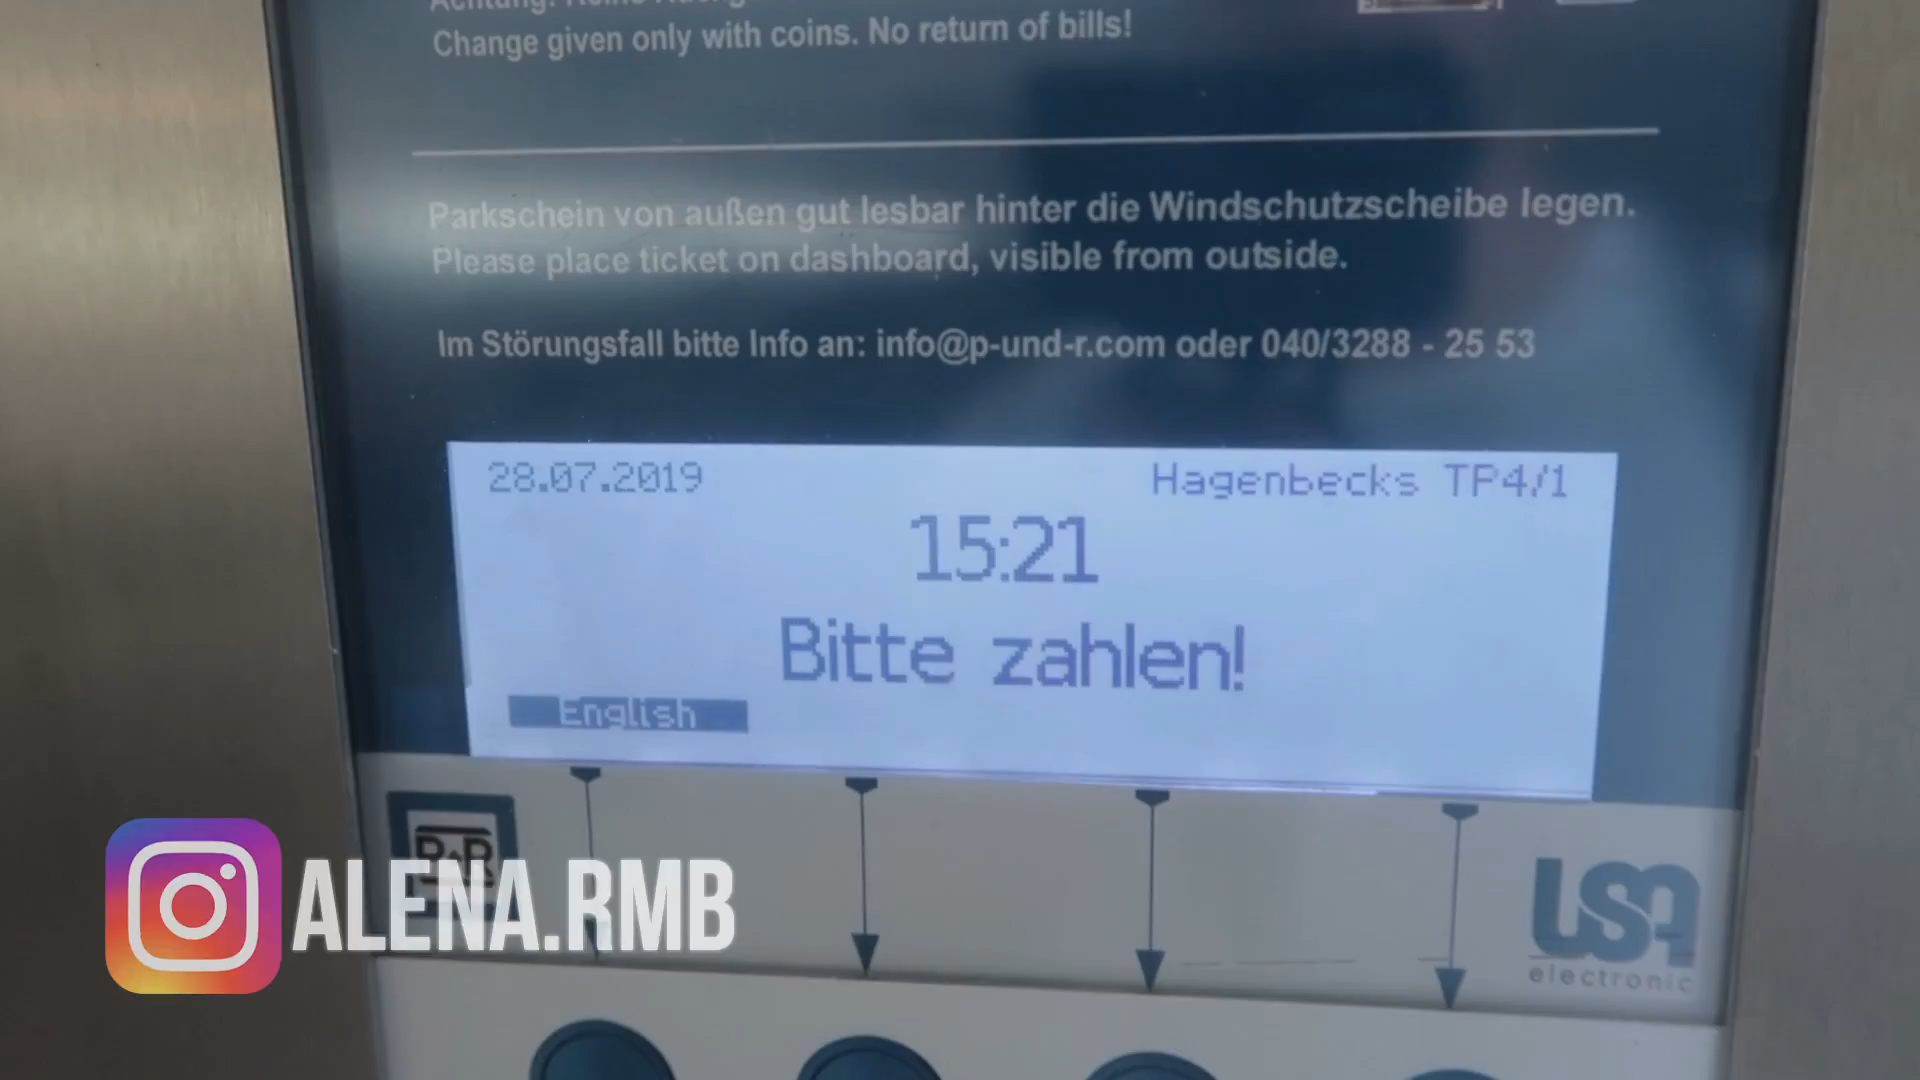 Change given only with coins. No return of bills!
Parkschein von außen gut lesbar hinter die Windschutzscheibe legen.
Please place ticket on dashboard, visible from outside.
Im Störungsfall bitte Info an: info@p-und-r.com oder 040/3288 - 25 53
28.07.2019 Hagenbecks TP4/1
15:21
Bitte zahlen!
English
P+R
ALENA.RMB
LSA
electronic